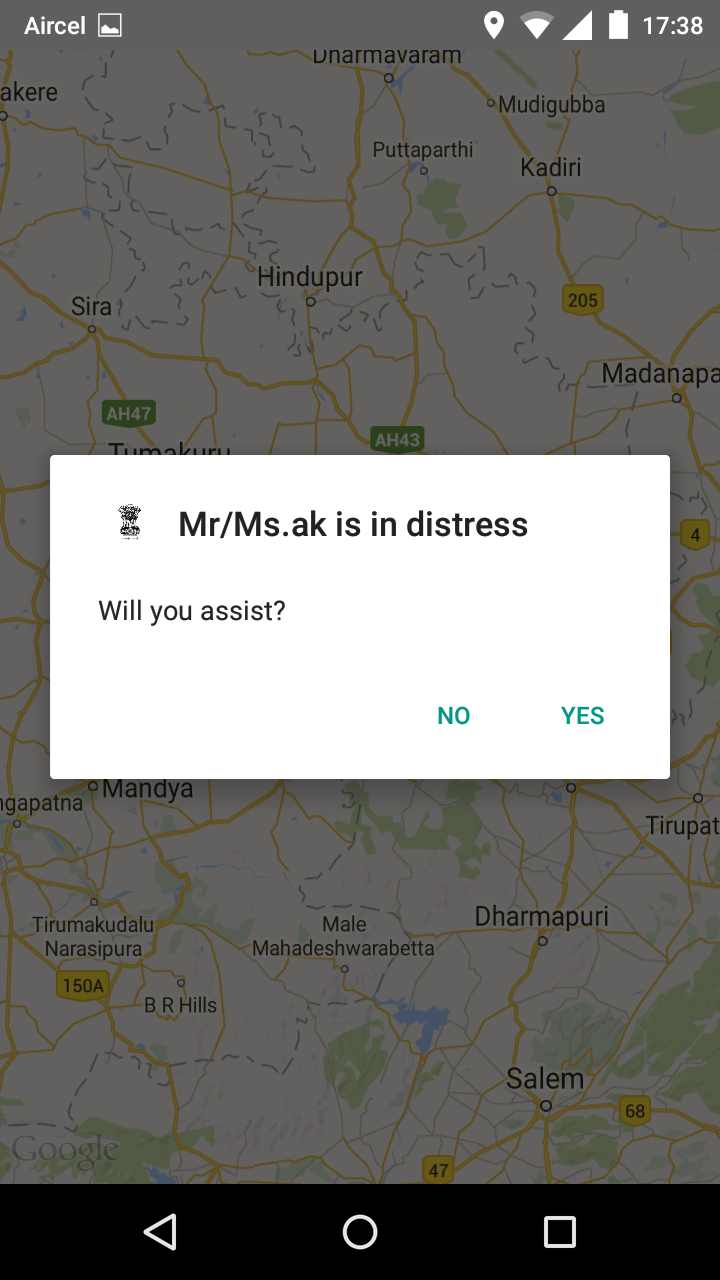 Aircel 17:38
Dharmavaram
akere
Mudigubba
Puttaparthi
Kadiri
Hindupur
205
Sira
Madanapa
AH47
AH43
Tumakuru
4
Mr/Ms.ak is in distress
Will you assist?
NO YES
Mandya
ngapatna
Tirupat
Dharmapuri
Tirumakudalu
Narasipura
Male
Mahadeshwarabetta
150A
B R Hills
Salem
68
Google
47